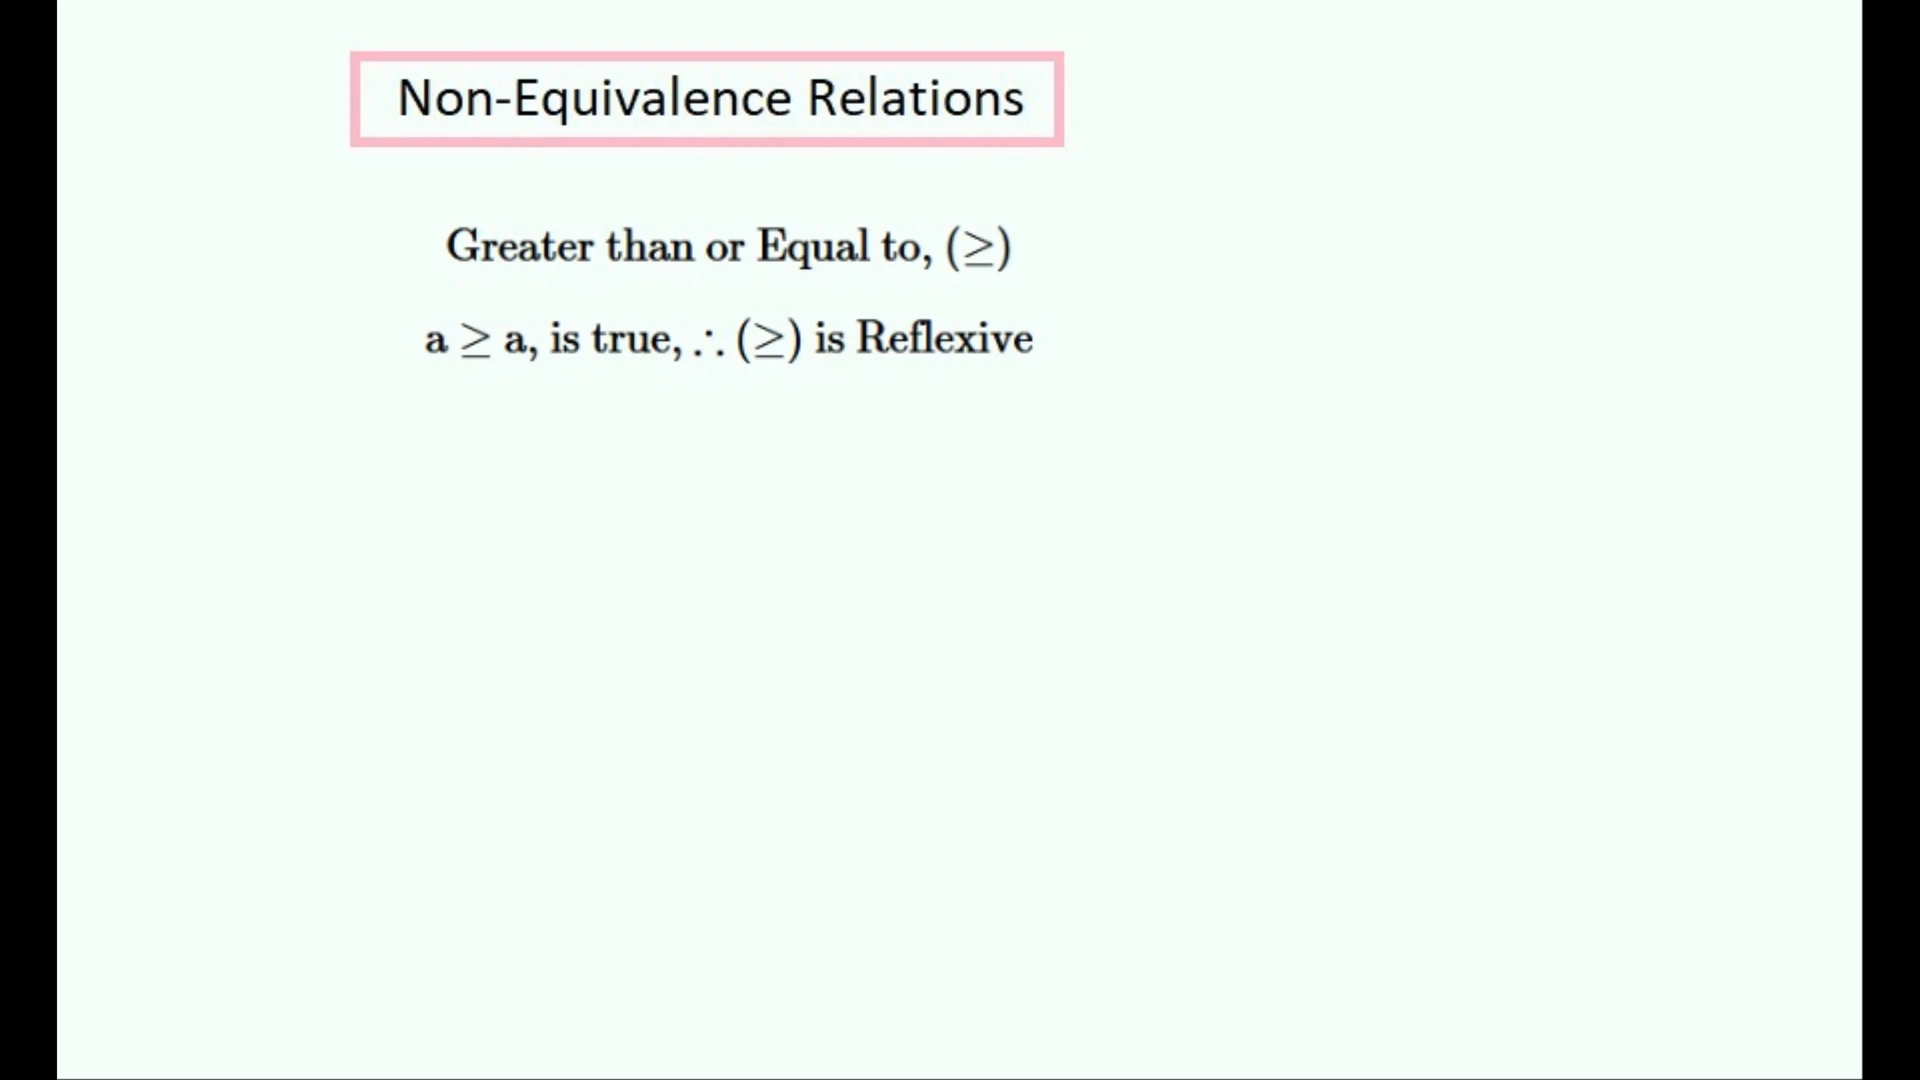 Non-Equivalence Relations
Greater than or Equal to, (≥)
a ≥ a, is true, ∴ (≥) is Reflexive